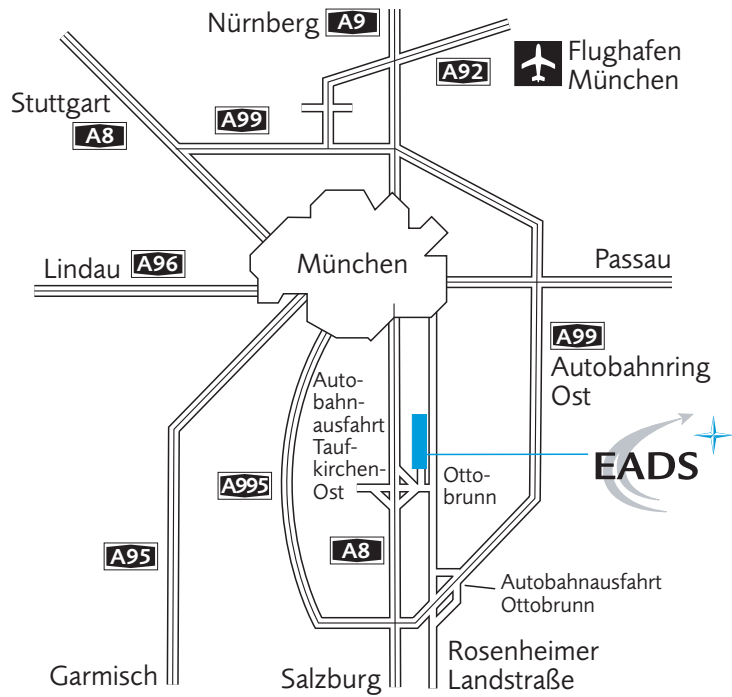 Nürnberg A9
A92
Flughafen
München
Stuttgart
A8
A99
Lindau A96
München
Passau
A99
Autobahnring
Ost
Auto-
bahn-
ausfahrt
Tauf-
kirchen-
Ost
EADS
Otto-
brunn
A995
A8
A95
Autobahnausfahrt
Ottobrunn
Garmisch
Salzburg
Rosenheimer
Landstraße